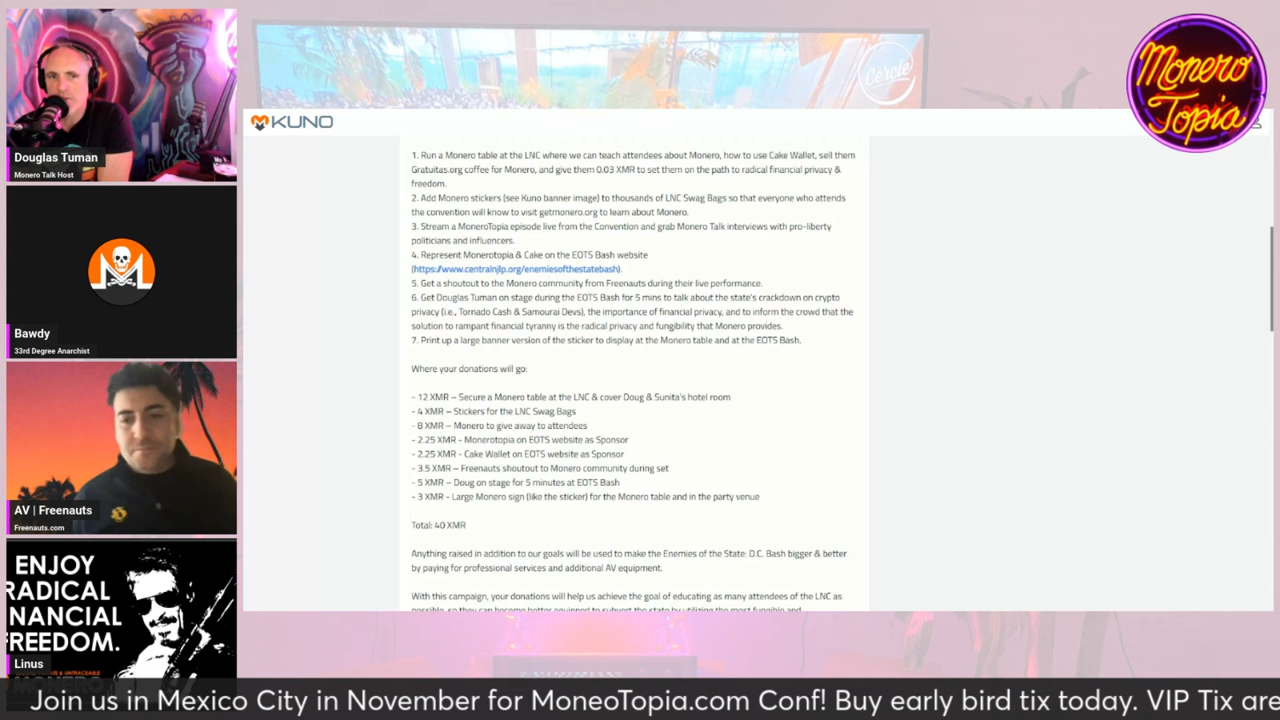 Monero
Topia
Cercle
Douglas Tuman
Monero Talk Host
Bawdy
33rd Degree Anarchist
AV | Freenauts
Freenauts.com
ENJOY
RADICAL
NANCIAL
FREEDOM.
Linus
KUNO
1. Run a Monero table at the LNC where we can teach attendees about Monero, how to use Cake Wallet, sell them
Gratuitas.org coffee for Monero, and give them 0.03 XMR to set them on the path to radical financial privacy &
freedom.
2. Add Monero stickers (see Kuno banner image) to thousands of LNC Swag Bags so that everyone who attends
the convention will know to visit getmonero.org to learn about Monero.
3. Stream a MoneroTopia episode live from the Convention and grab Monero Talk interviews with pro-liberty
politicians and influencers.
4. Represent Monerotopia & Cake on the EOTS Bash website
(https://www.centralnjlp.org/enemiesofthestatebash).
5. Get a shoutout to the Monero community from Freenauts during their live performance.
6. Get Douglas Tuman on stage during the EOTS Bash for 5 mins to talk about the state's crackdown on crypto
privacy (i.e., Tornado Cash & Samourai Devs), the importance of financial privacy, and to inform the crowd that the
solution to rampant financial tyranny is the radical privacy and fungibility that Monero provides.
7. Print up a large banner version of the sticker to display at the Monero table and at the EOTS Bash.
Where your donations will go:
- 12 XMR – Secure a Monero table at the LNC & cover Doug & Sunita's hotel room
- 4 XMR – Stickers for the LNC Swag Bags
- 8 XMR – Monero to give away to attendees
- 2.25 XMR - Monerotopia on EOTS website as Sponsor
- 2.25 XMR - Cake Wallet on EOTS website as Sponsor
- 3.5 XMR – Freenauts shoutout to Monero community during set
- 5 XMR – Doug on stage for 5 minutes at EOTS Bash
- 3 XMR - Large Monero sign (like the sticker) for the Monero table and in the party venue
Total: 40 XMR
Anything raised in addition to our goals will be used to make the Enemies of the State: D.C. Bash bigger & better
by paying for professional services and additional AV equipment.
With this campaign, your donations will help us achieve the goal of educating as many attendees of the LNC as
possible, so they can become better equipped to subvert the state by utilizing the most fungible and
Join us in Mexico City in November for MoneoTopia.com Conf! Buy early bird tix today. VIP Tix are